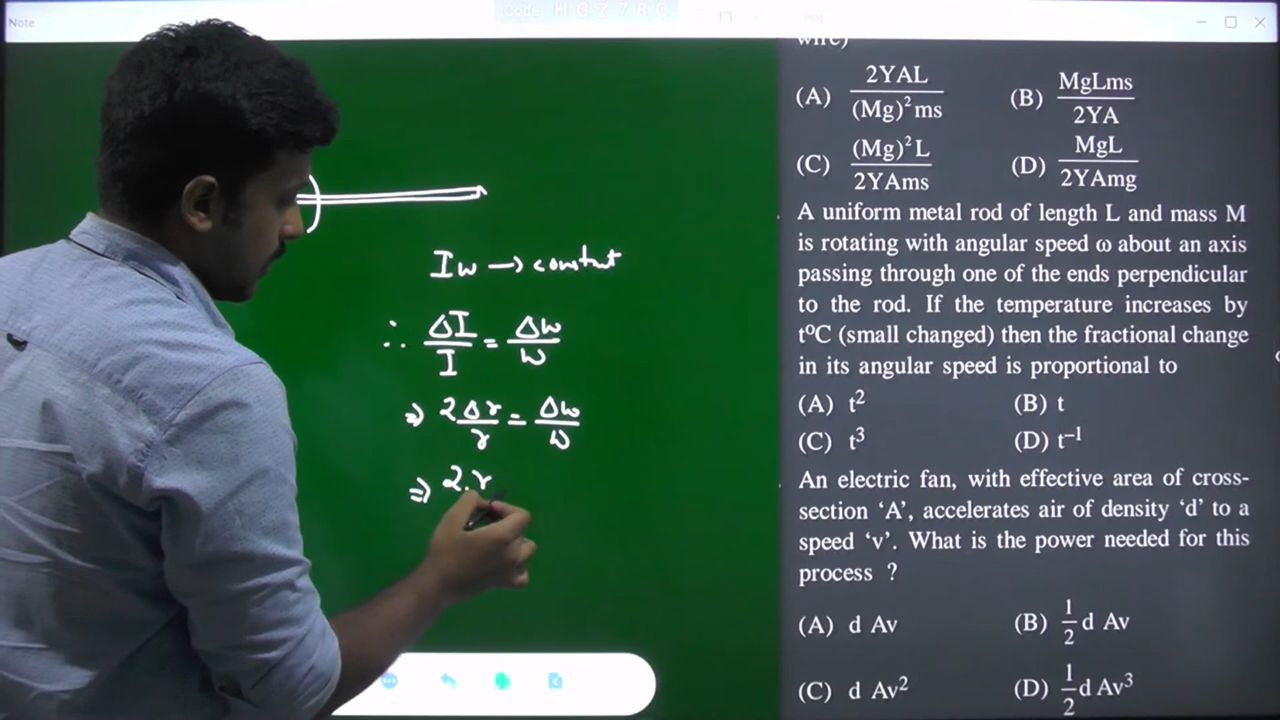 Note
Code: H G Z 7 B G
Iω → constant
∴ ΔI/I = Δω/ω
⇒ 2Δr/r = Δω/ω
⇒ 2.r
wire)
(A) 2YAL/(Mg)²ms (B) MgLms/2YA
(C) (Mg)²L/2YAms (D) MgL/2YAmg
A uniform metal rod of length L and mass M
is rotating with angular speed ω about an axis
passing through one of the ends perpendicular
to the rod. If the temperature increases by
t°C (small changed) then the fractional change
in its angular speed is proportional to
(A) t² (B) t
(C) t³ (D) t⁻¹
An electric fan, with effective area of cross-
section ‘A’, accelerates air of density ‘d’ to a
speed ‘v’. What is the power needed for this
process ?
(A) d Av (B) 1/2 d Av
(C) d Av² (D) 1/2 d Av³